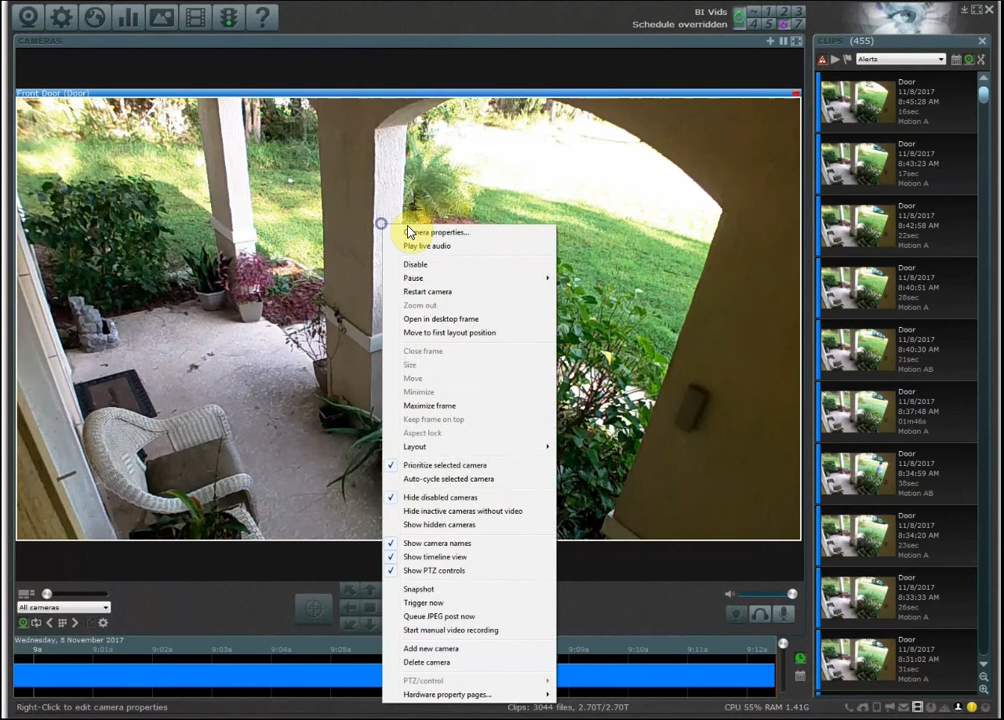 BI Vids
Schedule overridden
1 2 3
4 5 6 7
CAMERAS
CLIPS (455)
Alerts
Front Door (Door)
Door
11/8/2017
8:45:28 AM
16sec
Motion A
Door
11/8/2017
8:43:23 AM
17sec
Motion A
Door
11/8/2017
8:42:58 AM
22sec
Motion A
Door
11/8/2017
8:40:51 AM
28sec
Motion A
Door
11/8/2017
8:40:30 AM
21sec
Motion AB
Door
11/8/2017
8:37:48 AM
01m46s
Motion A
Door
11/8/2017
8:34:59 AM
38sec
Motion AB
Door
11/8/2017
8:34:20 AM
23sec
Motion A
Door
11/8/2017
8:33:33 AM
26sec
Motion A
Door
11/8/2017
8:31:02 AM
31sec
Motion A
Camera properties...
Play live audio
Disable
Pause
Restart camera
Zoom out
Open in desktop frame
Move to first layout position
Close frame
Size
Move
Minimize
Maximize frame
Keep frame on top
Aspect lock
Layout
Prioritize selected camera
Auto-cycle selected camera
Hide disabled cameras
Hide inactive cameras without video
Show hidden cameras
Show camera names
Show timeline view
Show PTZ controls
Snapshot
Trigger now
Queue JPEG post now
Start manual video recording
Add new camera
Delete camera
PTZ/control
Hardware property pages...
All cameras
Wednesday, 8 November 2017
9a 9:01a 9:02a 9:03a 9:04a 9:05a 9:10a 9:11a 9:12a
Right-Click to edit camera properties
Clips: 3044 files, 2.70T/2.70T
CPU 55% RAM 1.41G